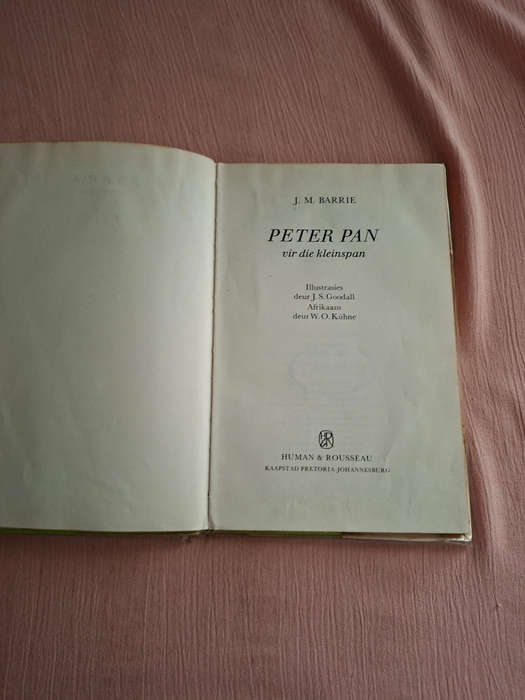 J. M. BARRIE
PETER PAN
vir die kleinspan
Illustrasies
deur J. S. Goodall
Afrikaans
deur W. O. Kühne
HUMAN & ROUSSEAU
KAAPSTAD PRETORIA JOHANNESBURG